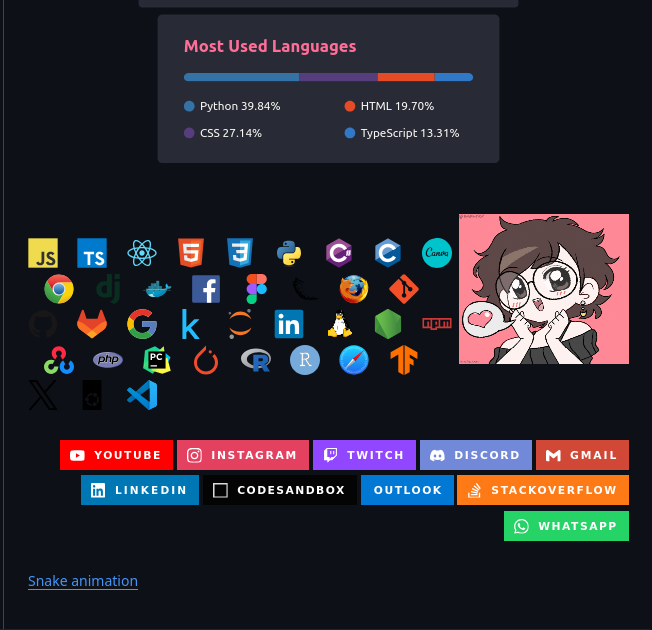 Most Used Languages
Python 39.84%
HTML 19.70%
CSS 27.14%
TypeScript 13.31%
JS
TS
C
Canva
dj
php
PC
R
R
YOUTUBE
INSTAGRAM
TWITCH
DISCORD
GMAIL
LINKEDIN
CODESANDBOX
OUTLOOK
STACKOVERFLOW
WHATSAPP
Snake animation